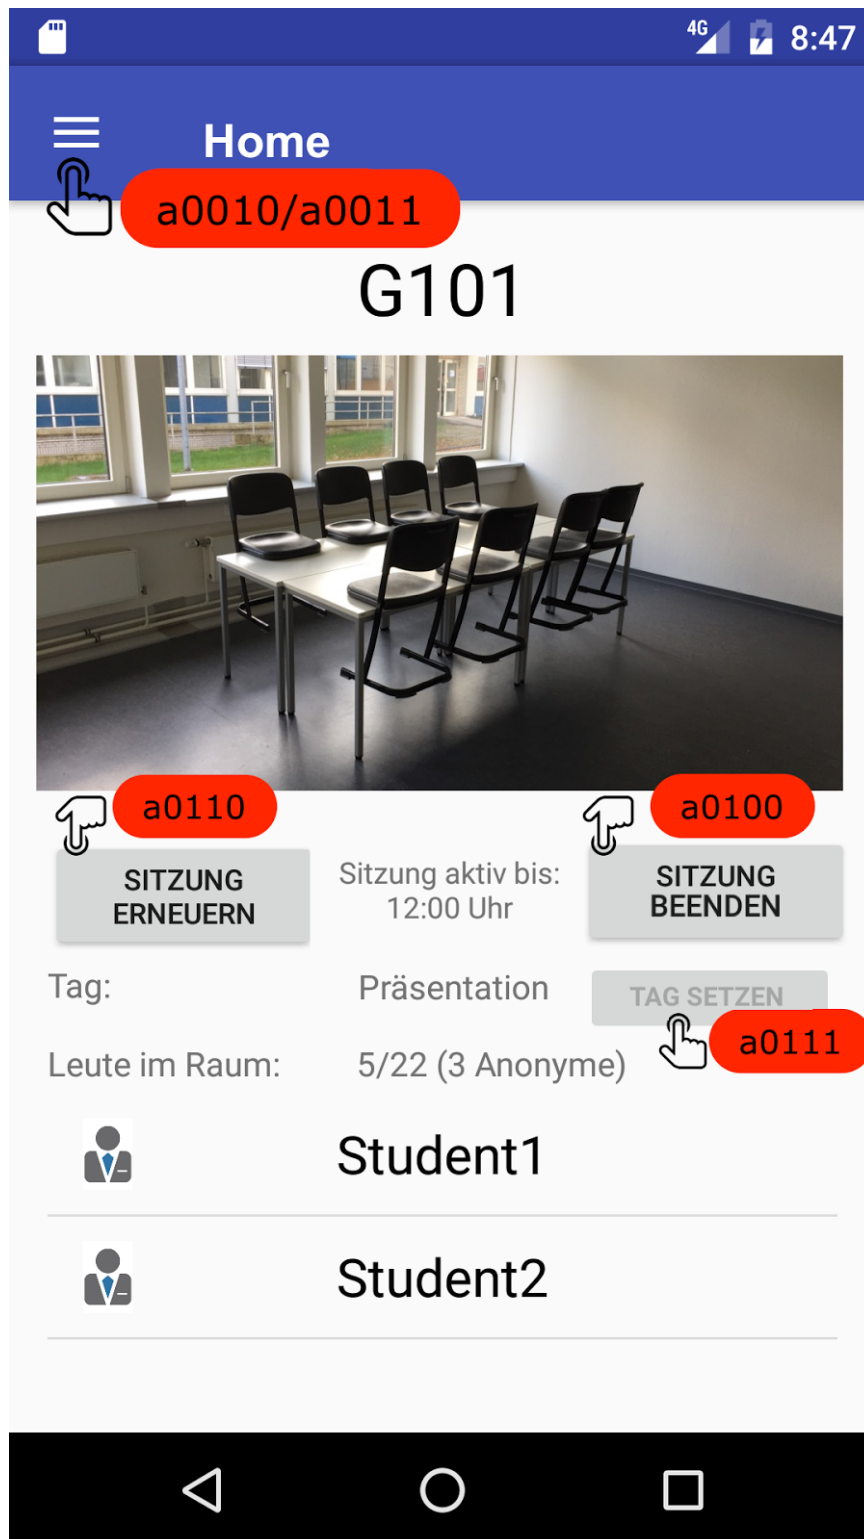 4G 8:47
Home
a0010/a0011
G101
a0110
a0100
SITZUNG
ERNEUERN
Sitzung aktiv bis:
12:00 Uhr
SITZUNG
BEENDEN
Tag:
Präsentation
TAG SETZEN
a0111
Leute im Raum:
5/22 (3 Anonyme)
Student1
Student2